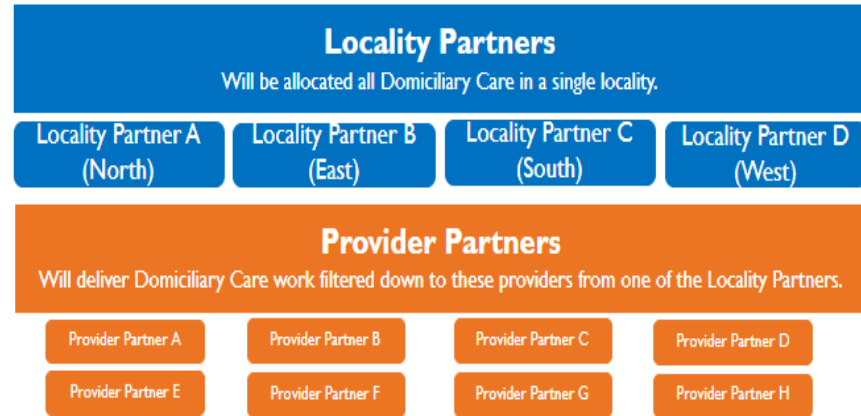 Locality Partners
Will be allocated all Domiciliary Care in a single locality.
Locality Partner A
(North)
Locality Partner B
(East)
Locality Partner C
(South)
Locality Partner D
(West)
Provider Partners
Will deliver Domiciliary Care work filtered down to these providers from one of the Locality Partners.
Provider Partner A
Provider Partner B
Provider Partner C
Provider Partner D
Provider Partner E
Provider Partner F
Provider Partner G
Provider Partner H